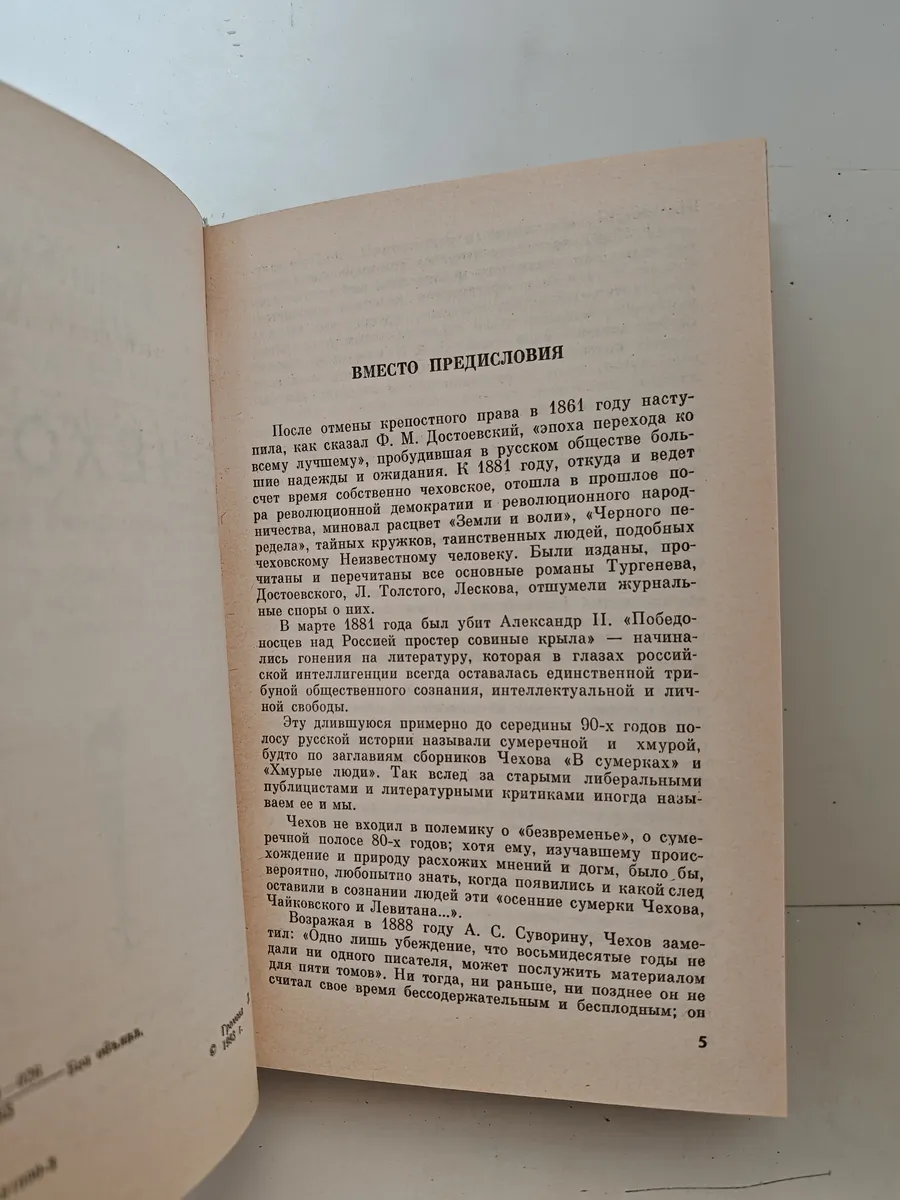 ВМЕСТО ПРЕДИСЛОВИЯ
После отмены крепостного права в 1861 году насту-
пила, как сказал Ф. М. Достоевский, «эпоха перехода ко
всему лучшему», пробудившая в русском обществе боль-
шие надежды и ожидания. К 1881 году, откуда и ведет
счет время собственно чеховское, отошла в прошлое по-
ра революционной демократии и революционного народ-
ничества, миновал расцвет «Земли и воли», «Черного пе-
редела», тайных кружков, таинственных людей, подобных
чеховскому Неизвестному человеку. Были изданы, про-
читаны и перечитаны все основные романы Тургенева,
Достоевского, Л. Толстого, Лескова, отшумели журналь-
ные споры о них.
В марте 1881 года был убит Александр II. «Победо-
носцев над Россией простер совиные крыла» — начина-
лись гонения на литературу, которая в глазах россий-
ской интеллигенции всегда оставалась единственной три-
буной общественного сознания, интеллектуальной и лич-
ной свободы.
Эту длившуюся примерно до середины 90-х годов по-
лосу русской истории называли сумеречной и хмурой,
будто по заглавиям сборников Чехова «В сумерках» и
«Хмурые люди». Так вслед за старыми либеральными
публицистами и литературными критиками иногда назы-
ваем ее и мы.
Чехов не входил в полемику о «безвременье», о суме-
речной полосе 80-х годов; хотя ему, изучавшему проис-
хождение и природу расхожих мнений и догм, было бы,
вероятно, любопытно знать, когда появились и какой след
оставили в сознании людей эти «осенние сумерки Чехова,
Чайковского и Левитана...».
Возражая в 1888 году А. С. Суворину, Чехов заме-
тил: «Одно лишь убеждение, что восьмидесятые годы не
дали ни одного писателя, может послужить материалом
для пяти томов». Ни тогда, ни раньше, ни позднее он не
считал свое время бессодержательным и бесплодным; он
5
Без объявл.